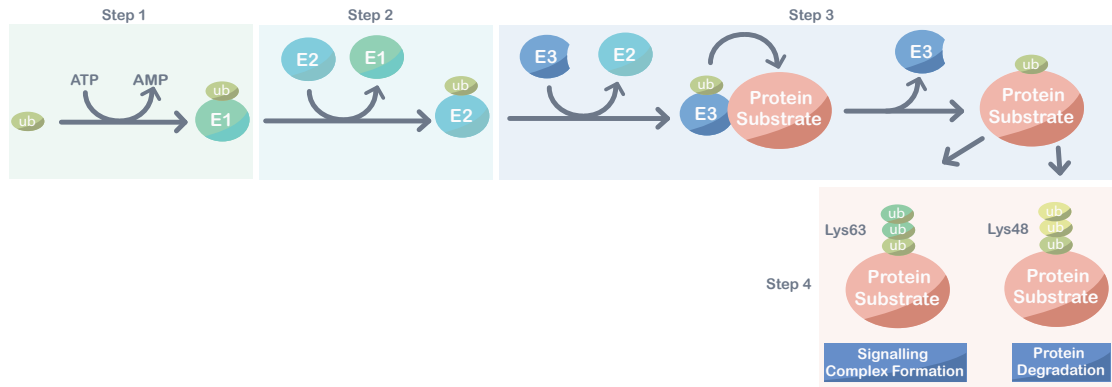 Step 1
Step 2
Step 3
ATP
AMP
ub
ub
E1
E2
E1
ub
E2
E3
E2
ub
E3
Protein
Substrate
E3
ub
Protein
Substrate
Step 4
Lys63
ub
ub
ub
Protein
Substrate
Signalling
Complex Formation
Lys48
ub
ub
ub
Protein
Substrate
Protein
Degradation